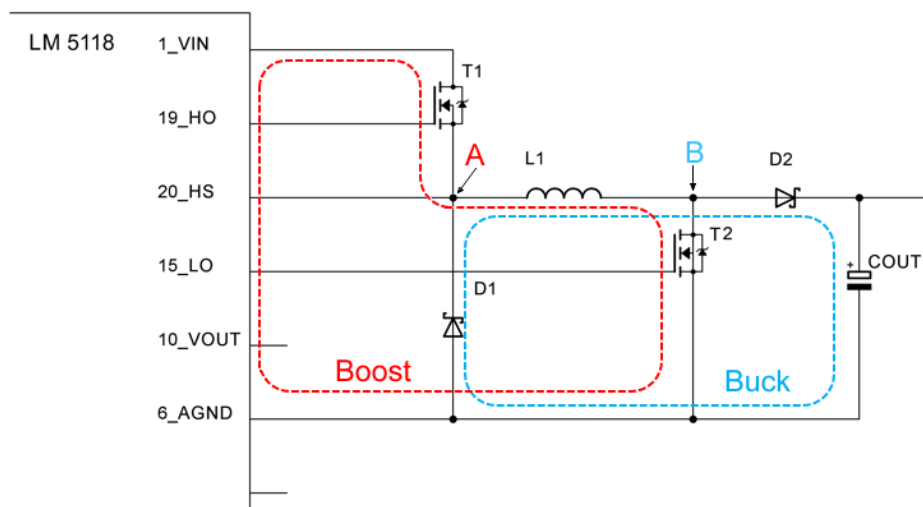 LM 5118
1_VIN
T1
19_HO
A
L1
B
D2
20_HS
T2
15_LO
+
COUT
D1
10_VOUT
Boost
Buck
6_AGND